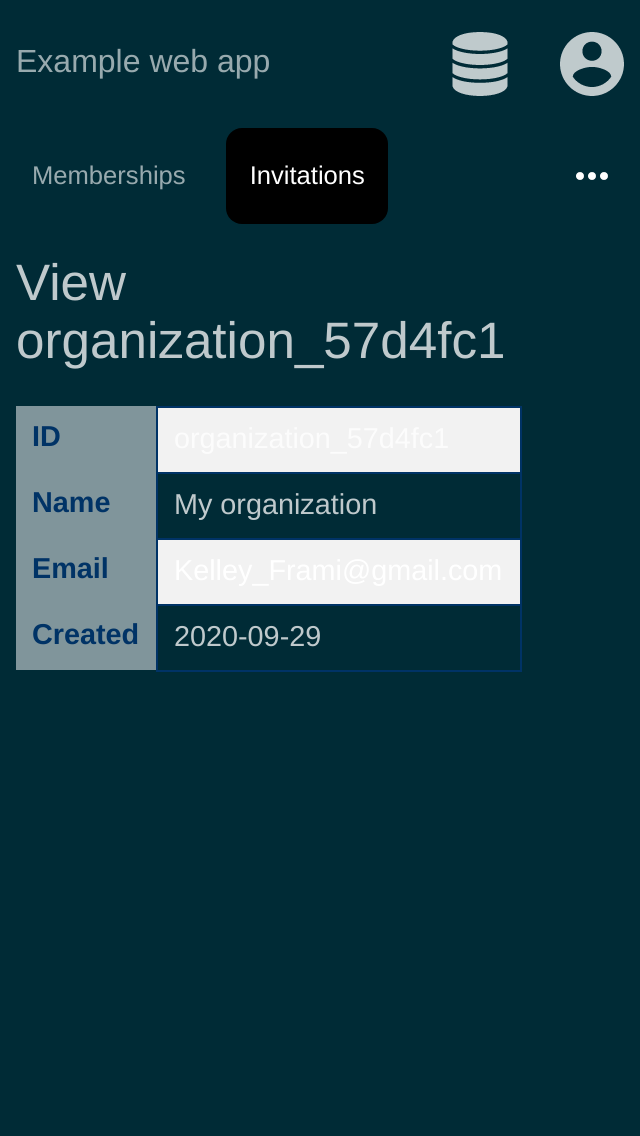 Example web app
Memberships Invitations
View
organization_57d4fc1
ID organization_57d4fc1
Name My organization
Email Kelley_Frami@gmail.com
Created 2020-09-29